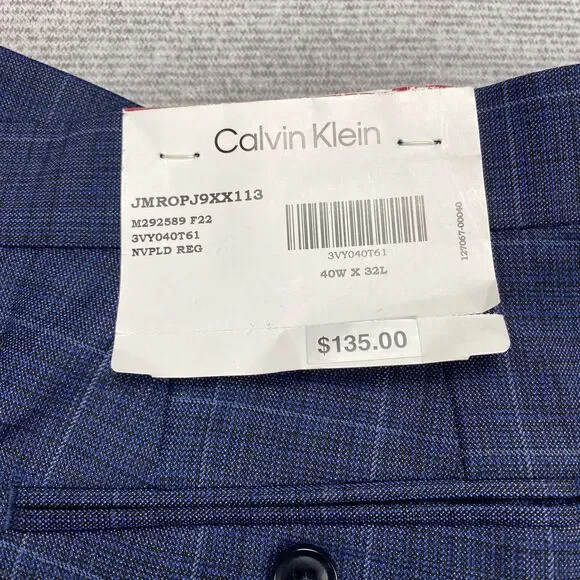 Calvin Klein
JMROPJ9XX113
M292589 F22
3VY040T61
NVPLD REG
3VY040T61
40W X 32L
127067-00040
$135.00